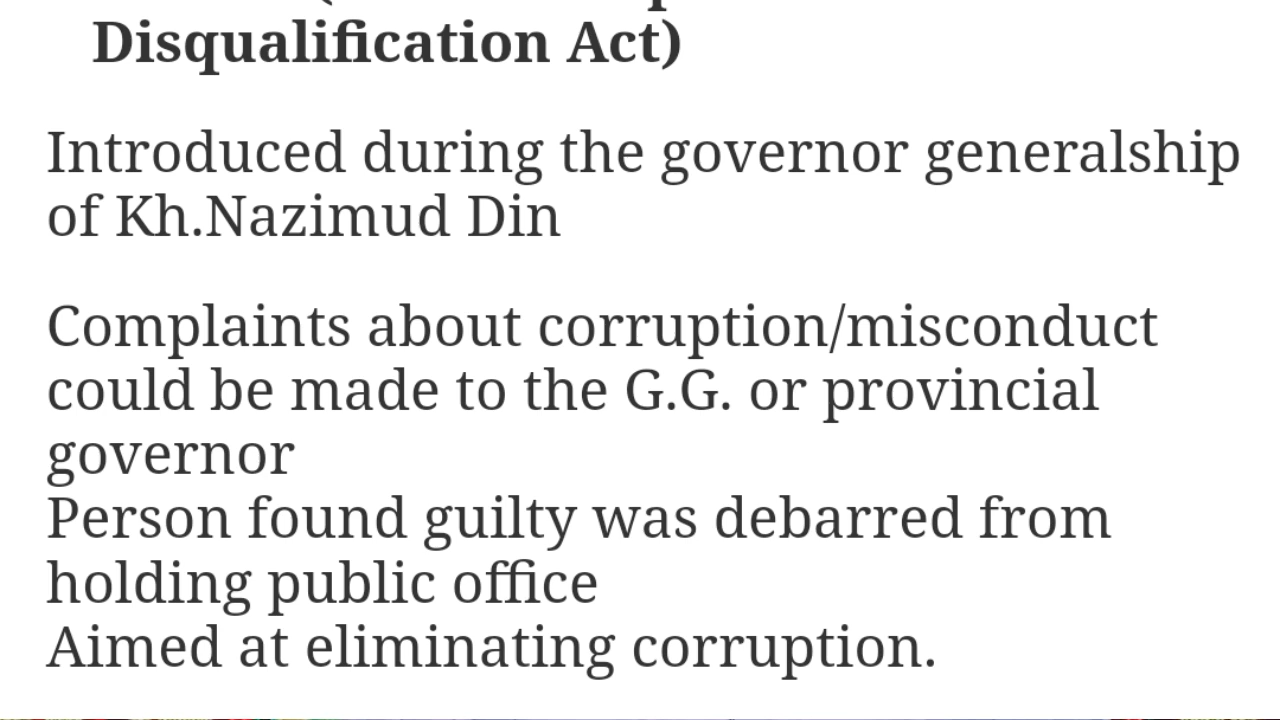 Disqualification Act)
Introduced during the governor generalship
of Kh.Nazimud Din
Complaints about corruption/misconduct
could be made to the G.G. or provincial
governor
Person found guilty was debarred from
holding public office
Aimed at eliminating corruption.